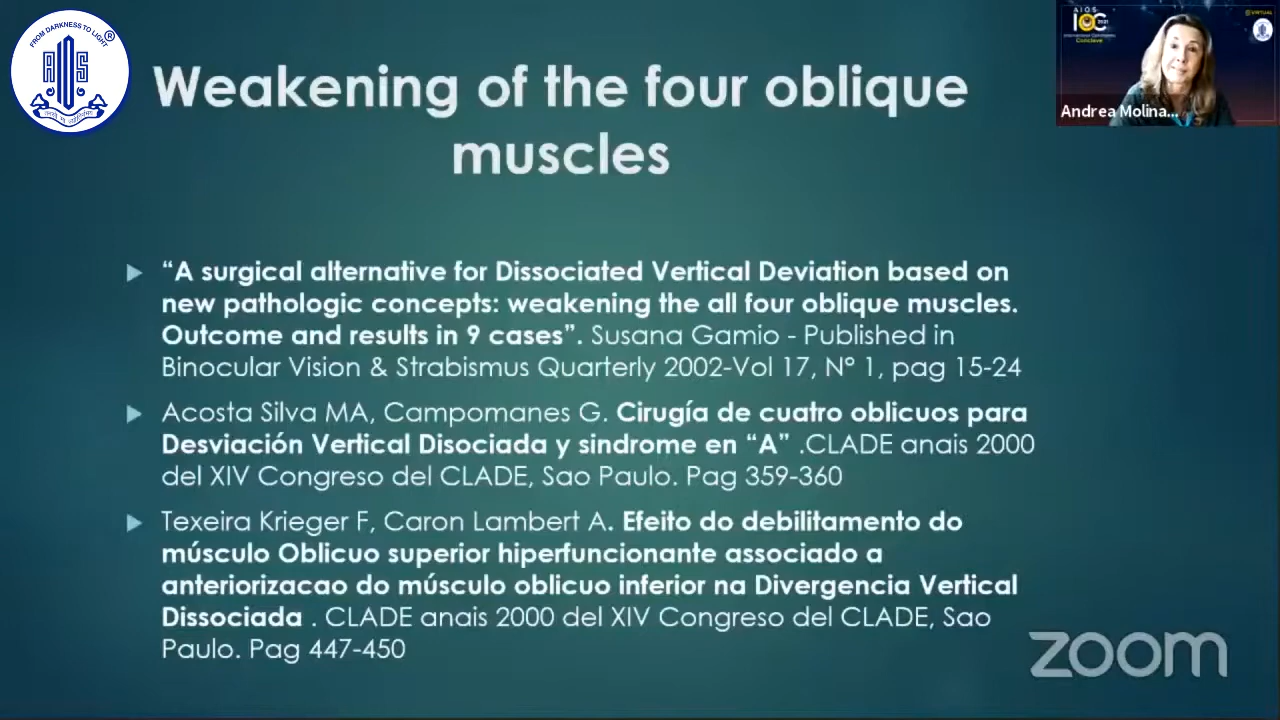 FROM DARKNESS TO LIGHT
AIOS
Weakening of the four oblique
muscles
AIOS
IOC
Conclave
VIRTUAL
Andrea Molina...
“A surgical alternative for Dissociated Vertical Deviation based on
new pathologic concepts: weakening the all four oblique muscles.
Outcome and results in 9 cases”. Susana Gamio - Published in
Binocular Vision & Strabismus Quarterly 2002-Vol 17, N° 1, pag 15-24
Acosta Silva MA, Campomanes G. Cirugía de cuatro oblicuos para
Desviación Vertical Disociada y sindrome en “A” .CLADE anais 2000
del XIV Congreso del CLADE, Sao Paulo. Pag 359-360
Texeira Krieger F, Caron Lambert A. Efeito do debilitamento do
músculo Oblicuo superior hiperfuncionante associado a
anteriorizacao do músculo oblicuo inferior na Divergencia Vertical
Dissociada . CLADE anais 2000 del XIV Congreso del CLADE, Sao
Paulo. Pag 447-450
zoom